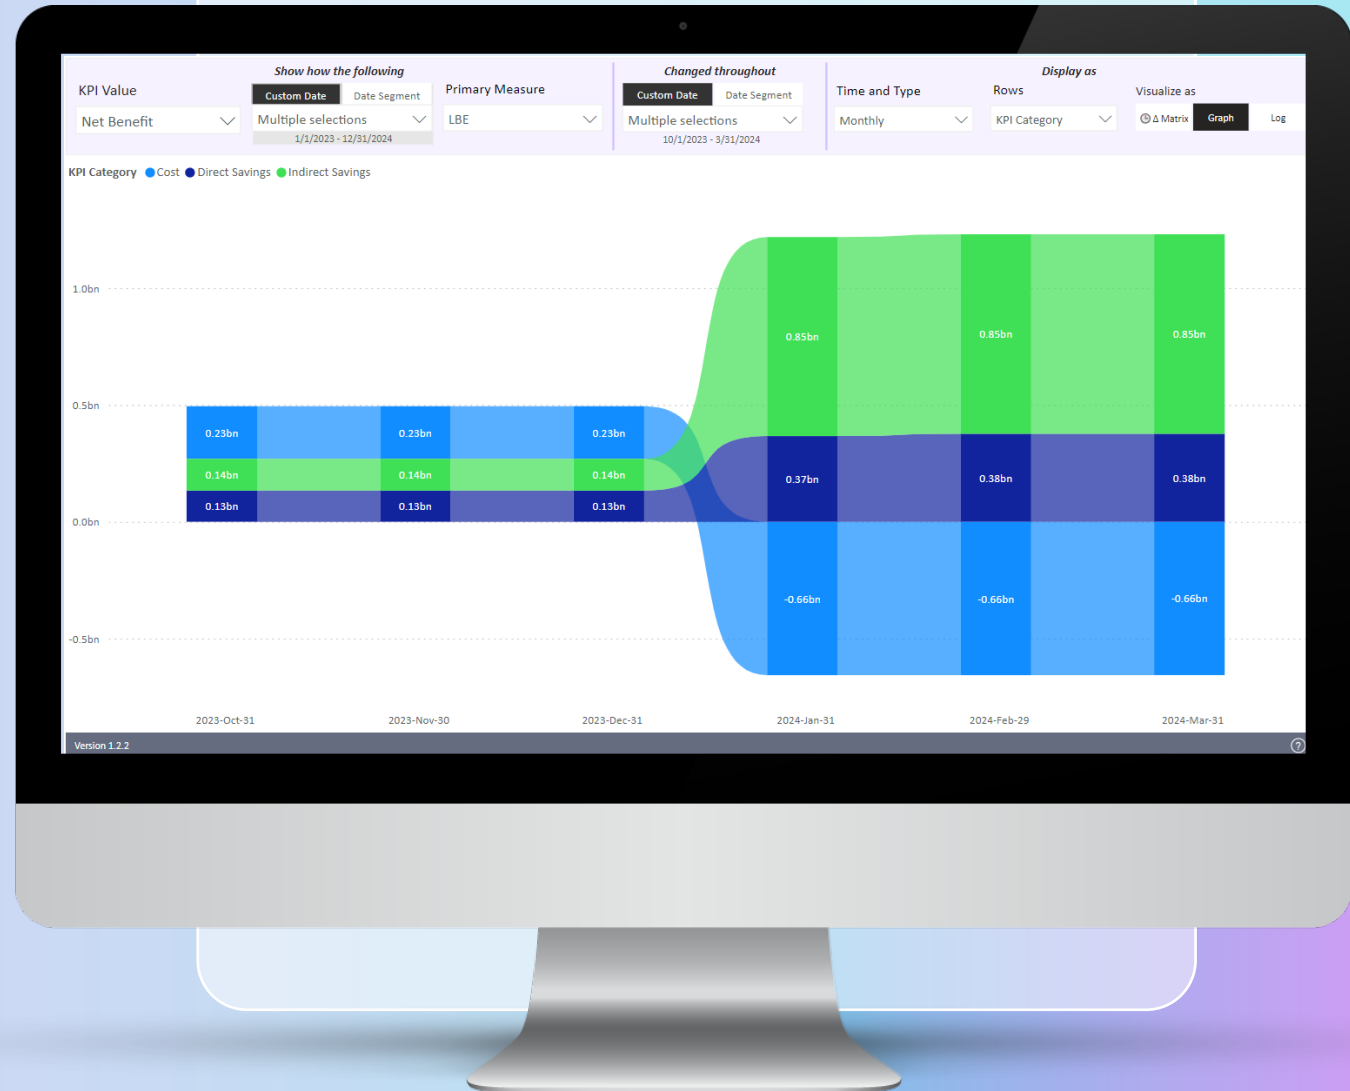 Show how the following
Changed throughout
Display as
KPI Value
Custom Date
Date Segment
Primary Measure
Custom Date
Date Segment
Time and Type
Rows
Visualize as
Net Benefit
Multiple selections
LBE
Multiple selections
Monthly
KPI Category
Δ Matrix
Graph
Log
1/1/2023 - 12/31/2024
10/1/2023 - 3/31/2024
KPI Category Cost Direct Savings Indirect Savings
1.0bn
0.5bn
0.0bn
-0.5bn
0.23bn
0.14bn
0.13bn
0.23bn
0.14bn
0.13bn
0.23bn
0.14bn
0.13bn
0.85bn
0.37bn
-0.66bn
0.85bn
0.38bn
-0.66bn
0.85bn
0.38bn
-0.66bn
2023-Oct-31
2023-Nov-30
2023-Dec-31
2024-Jan-31
2024-Feb-29
2024-Mar-31
Version 1.2.2
?